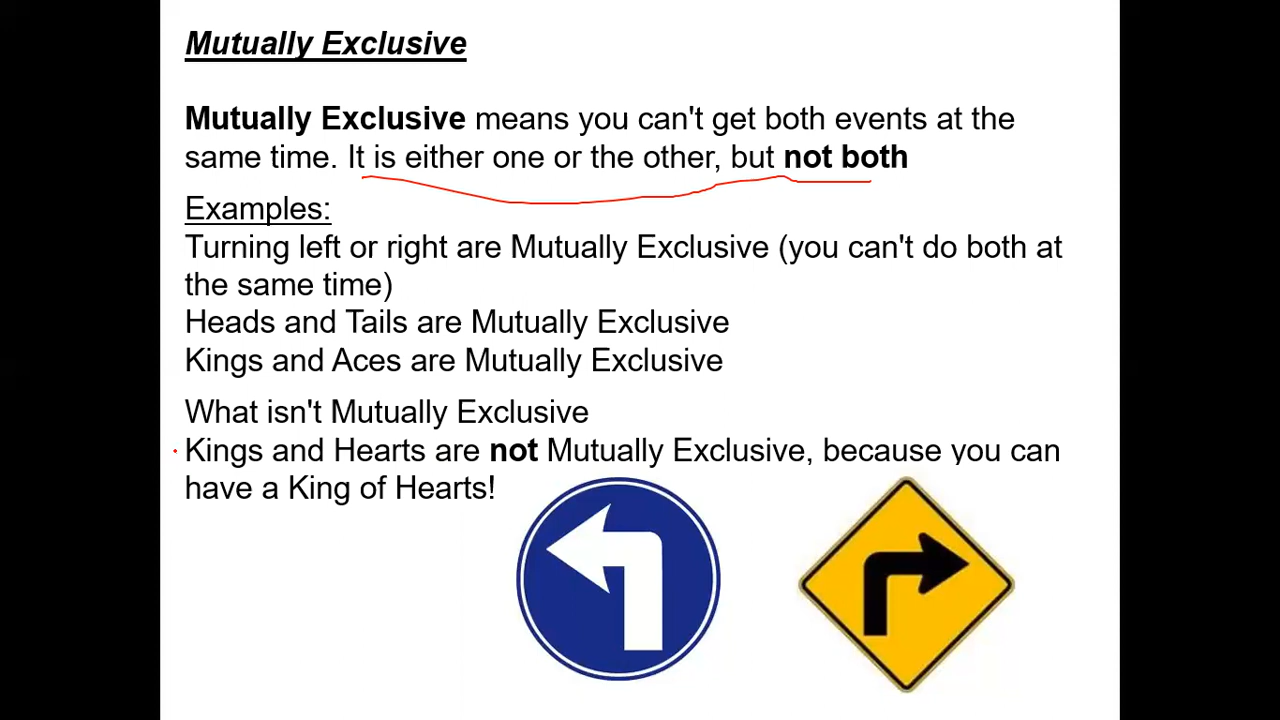 Mutually Exclusive
Mutually Exclusive means you can't get both events at the
same time. It is either one or the other, but not both
Examples:
Turning left or right are Mutually Exclusive (you can't do both at
the same time)
Heads and Tails are Mutually Exclusive
Kings and Aces are Mutually Exclusive
What isn't Mutually Exclusive
Kings and Hearts are not Mutually Exclusive, because you can
have a King of Hearts!